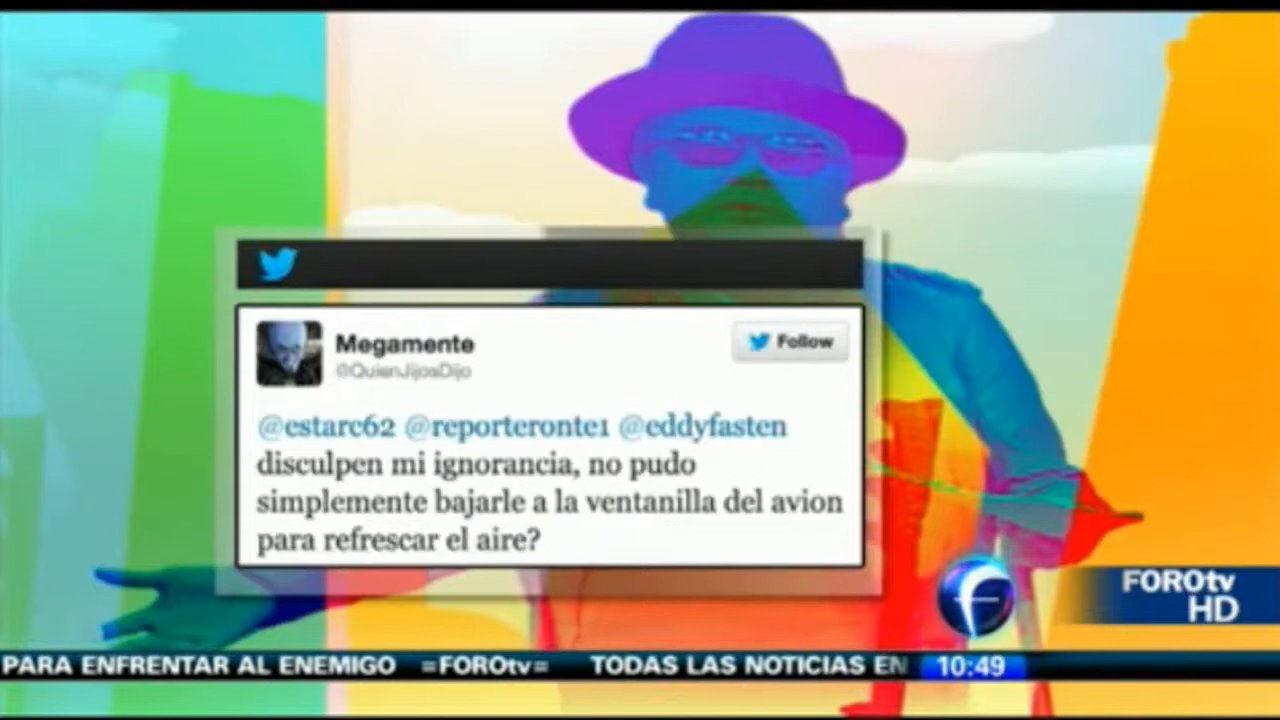 Megamente
Follow
@QuienJijosDijo
@estarc62 @reporteronte1 @eddyfasten
disculpen mi ignorancia, no pudo
simplemente bajarle a la ventanilla del avion
para refrescar el aire?
FOROtv
HD
PARA ENFRENTAR AL ENEMIGO =FOROtv= TODAS LAS NOTICIAS EN 10:49